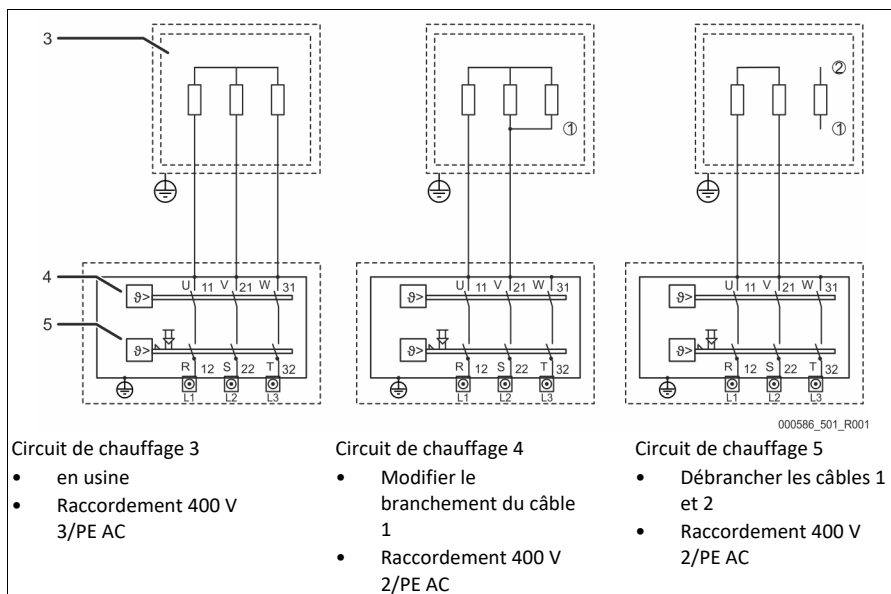 3
②
①
①
4
5
ϑ>
ϑ>
U 11 V 21 W 31
R 12 S 22 T 32
L1 L2 L3
ϑ>
ϑ>
U 11 V 21 W 31
R 12 S 22 T 32
L1 L2 L3
ϑ>
ϑ>
U 11 V 21 W 31
R 12 S 22 T 32
L1 L2 L3
000586_501_R001
Circuit de chauffage 3
• en usine
• Raccordement 400 V
3/PE AC
Circuit de chauffage 4
• Modifier le
branchement du câble
1
• Raccordement 400 V
2/PE AC
Circuit de chauffage 5
• Débrancher les câbles 1
et 2
• Raccordement 400 V
2/PE AC